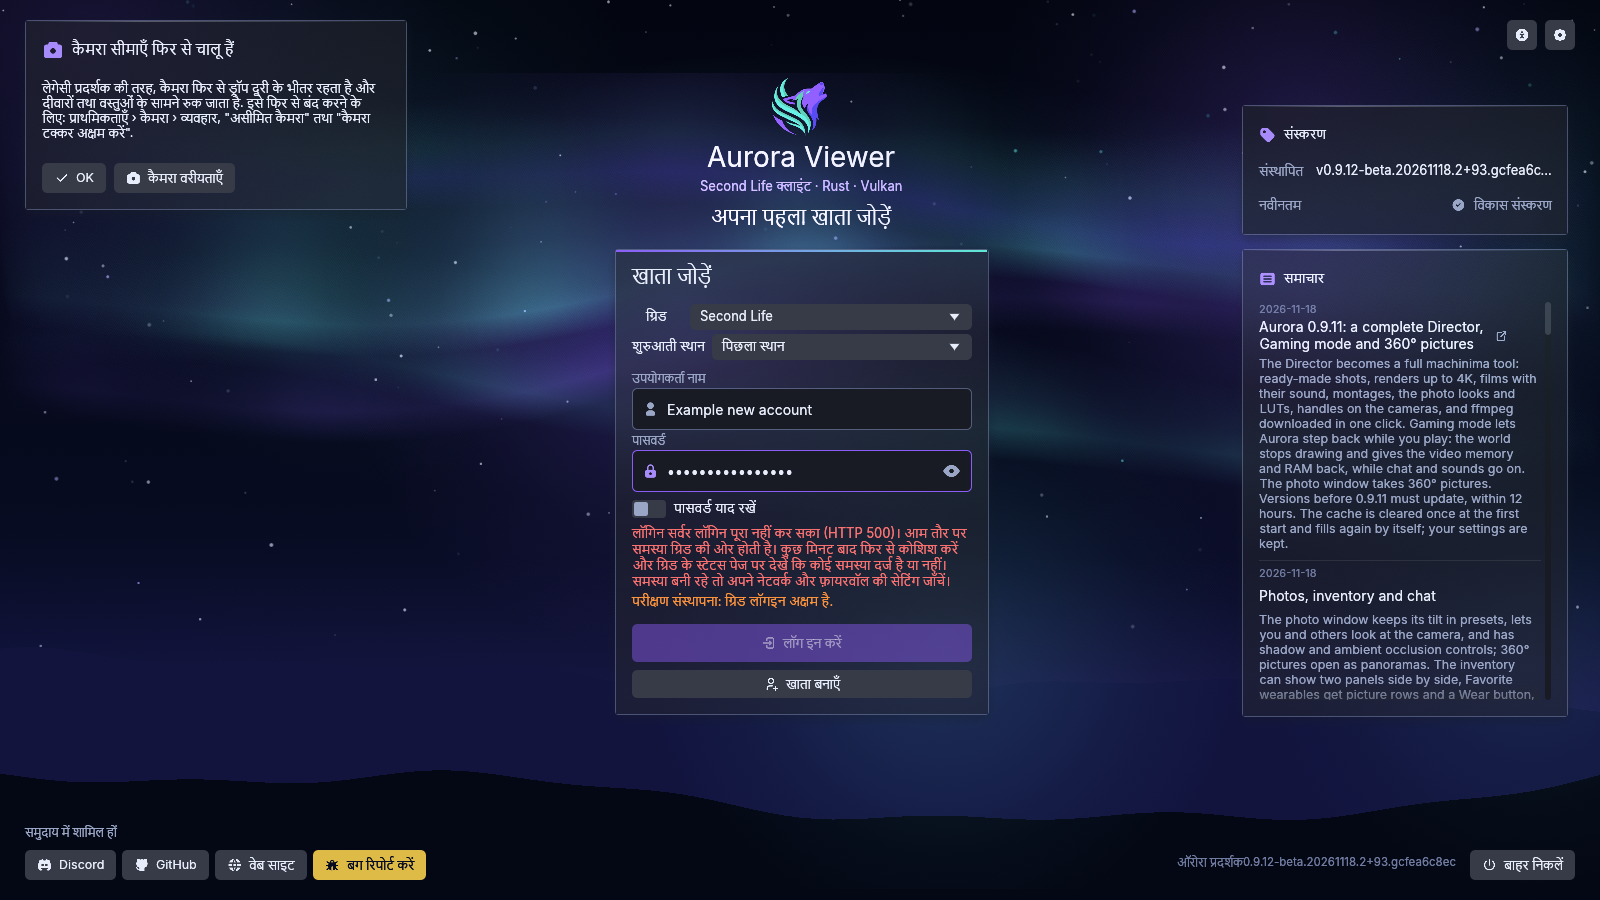 कैमरा सीमाएँ फिर से चालू हैं
लेगेसी प्रदर्शक की तरह, कैमरा फिर से ड्रॉप दूरी के भीतर रहता है और
दीवारों तथा वस्तुओं के सामने रुक जाता है. इसे फिर से बंद करने के
लिए: प्राथमिकताएँ › कैमरा › व्यवहार, "असीमित कैमरा" तथा "कैमरा
टक्कर अक्षम करें".
OK
कैमरा वरीयताएँ
Aurora Viewer
Second Life क्लाइंट · Rust · Vulkan
अपना पहला खाता जोड़ें
खाता जोड़ें
ग्रिड
Second Life
शुरुआती स्थान
पिछला स्थान
उपयोगकर्ता नाम
Example new account
पासवर्ड
••••••••••••••••
पासवर्ड याद रखें
लॉगिन सर्वर लॉगिन पूरा नहीं कर सका (HTTP 500)। आम तौर पर
समस्या ग्रिड की ओर होती है। कुछ मिनट बाद फिर से कोशिश करें
और ग्रिड के स्टेटस पेज पर देखें कि कोई समस्या दर्ज है या नहीं।
समस्या बनी रहे तो अपने नेटवर्क और फ़ायरवॉल की सेटिंग जाँचें।
परीक्षण संस्थापना: ग्रिड लॉगइन अक्षम है.
लॉग इन करें
खाता बनाएँ
संस्करण
संस्थापित
v0.9.12-beta.20261118.2+93.gcfea6c...
नवीनतम
विकास संस्करण
समाचार
2026-11-18
Aurora 0.9.11: a complete Director,
Gaming mode and 360° pictures
The Director becomes a full machinima tool:
ready-made shots, renders up to 4K, films with
their sound, montages, the photo looks and
LUTs, handles on the cameras, and ffmpeg
downloaded in one click. Gaming mode lets
Aurora step back while you play: the world
stops drawing and gives the video memory
and RAM back, while chat and sounds go on.
The photo window takes 360° pictures.
Versions before 0.9.11 must update, within 12
hours. The cache is cleared once at the first
start and fills again by itself; your settings are
kept.
2026-11-18
Photos, inventory and chat
The photo window keeps its tilt in presets, lets
you and others look at the camera, and has
shadow and ambient occlusion controls; 360°
pictures open as panoramas. The inventory
can show two panels side by side, Favorite
wearables get picture rows and a Wear button,
समुदाय में शामिल हों
Discord
GitHub
वेब साइट
बग रिपोर्ट करें
ऑरोरा प्रदर्शक0.9.12-beta.20261118.2+93.gcfea6c8ec
बाहर निकलें